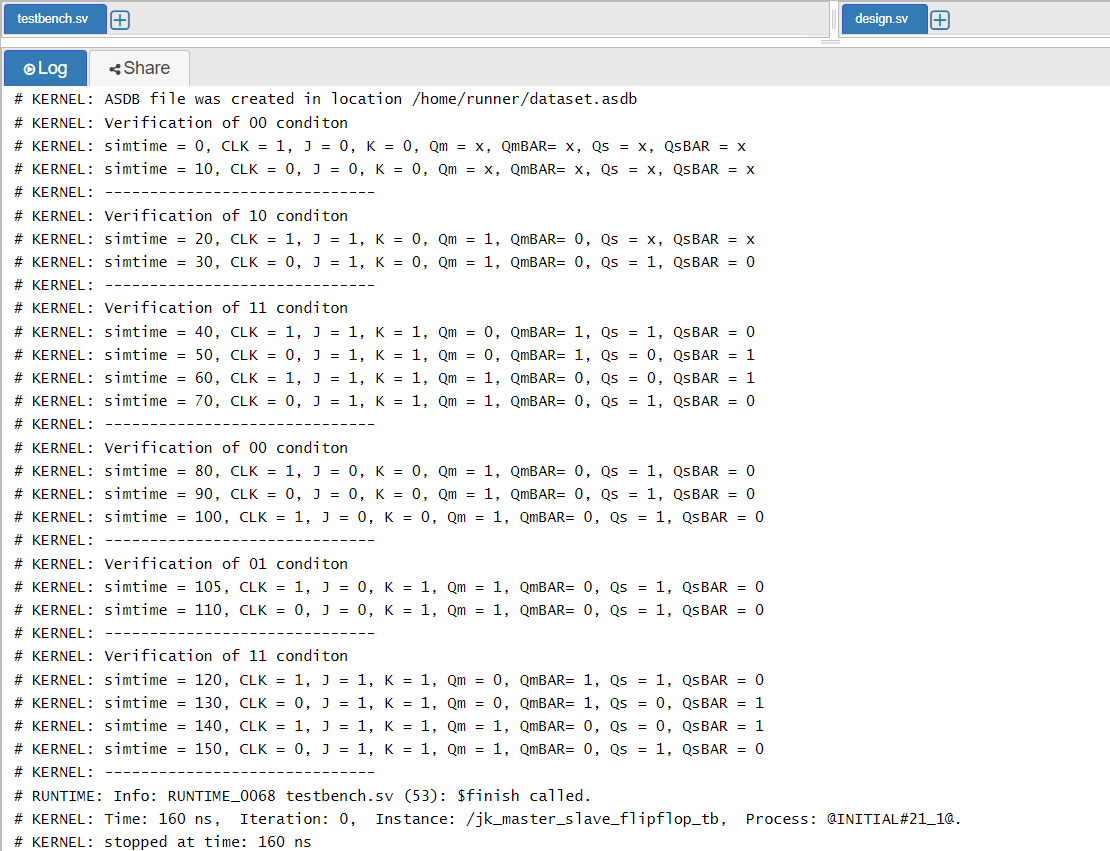 testbench.sv
design.sv
Log
Share
# KERNEL: ASDB file was created in location /home/runner/dataset.asdb
# KERNEL: Verification of 00 conditon
# KERNEL: simtime = 0, CLK = 1, J = 0, K = 0, Qm = x, QmBAR= x, Qs = x, QsBAR = x
# KERNEL: simtime = 10, CLK = 0, J = 0, K = 0, Qm = x, QmBAR= x, Qs = x, QsBAR = x
# KERNEL: ------------------------------
# KERNEL: Verification of 10 conditon
# KERNEL: simtime = 20, CLK = 1, J = 1, K = 0, Qm = 1, QmBAR= 0, Qs = x, QsBAR = x
# KERNEL: simtime = 30, CLK = 0, J = 1, K = 0, Qm = 1, QmBAR= 0, Qs = 1, QsBAR = 0
# KERNEL: ------------------------------
# KERNEL: Verification of 11 conditon
# KERNEL: simtime = 40, CLK = 1, J = 1, K = 1, Qm = 0, QmBAR= 1, Qs = 1, QsBAR = 0
# KERNEL: simtime = 50, CLK = 0, J = 1, K = 1, Qm = 0, QmBAR= 1, Qs = 0, QsBAR = 1
# KERNEL: simtime = 60, CLK = 1, J = 1, K = 1, Qm = 1, QmBAR= 0, Qs = 0, QsBAR = 1
# KERNEL: simtime = 70, CLK = 0, J = 1, K = 1, Qm = 1, QmBAR= 0, Qs = 1, QsBAR = 0
# KERNEL: ------------------------------
# KERNEL: Verification of 00 conditon
# KERNEL: simtime = 80, CLK = 1, J = 0, K = 0, Qm = 1, QmBAR= 0, Qs = 1, QsBAR = 0
# KERNEL: simtime = 90, CLK = 0, J = 0, K = 0, Qm = 1, QmBAR= 0, Qs = 1, QsBAR = 0
# KERNEL: simtime = 100, CLK = 1, J = 0, K = 0, Qm = 1, QmBAR= 0, Qs = 1, QsBAR = 0
# KERNEL: ------------------------------
# KERNEL: Verification of 01 conditon
# KERNEL: simtime = 105, CLK = 1, J = 0, K = 1, Qm = 1, QmBAR= 0, Qs = 1, QsBAR = 0
# KERNEL: simtime = 110, CLK = 0, J = 0, K = 1, Qm = 1, QmBAR= 0, Qs = 1, QsBAR = 0
# KERNEL: ------------------------------
# KERNEL: Verification of 11 conditon
# KERNEL: simtime = 120, CLK = 1, J = 1, K = 1, Qm = 0, QmBAR= 1, Qs = 1, QsBAR = 0
# KERNEL: simtime = 130, CLK = 0, J = 1, K = 1, Qm = 0, QmBAR= 1, Qs = 0, QsBAR = 1
# KERNEL: simtime = 140, CLK = 1, J = 1, K = 1, Qm = 1, QmBAR= 0, Qs = 0, QsBAR = 1
# KERNEL: simtime = 150, CLK = 0, J = 1, K = 1, Qm = 1, QmBAR= 0, Qs = 1, QsBAR = 0
# KERNEL: ------------------------------
# RUNTIME: Info: RUNTIME_0068 testbench.sv (53): $finish called.
# KERNEL: Time: 160 ns,  Iteration: 0,  Instance: /jk_master_slave_flipflop_tb,  Process: @INITIAL#21_1@.
# KERNEL: stopped at time: 160 ns